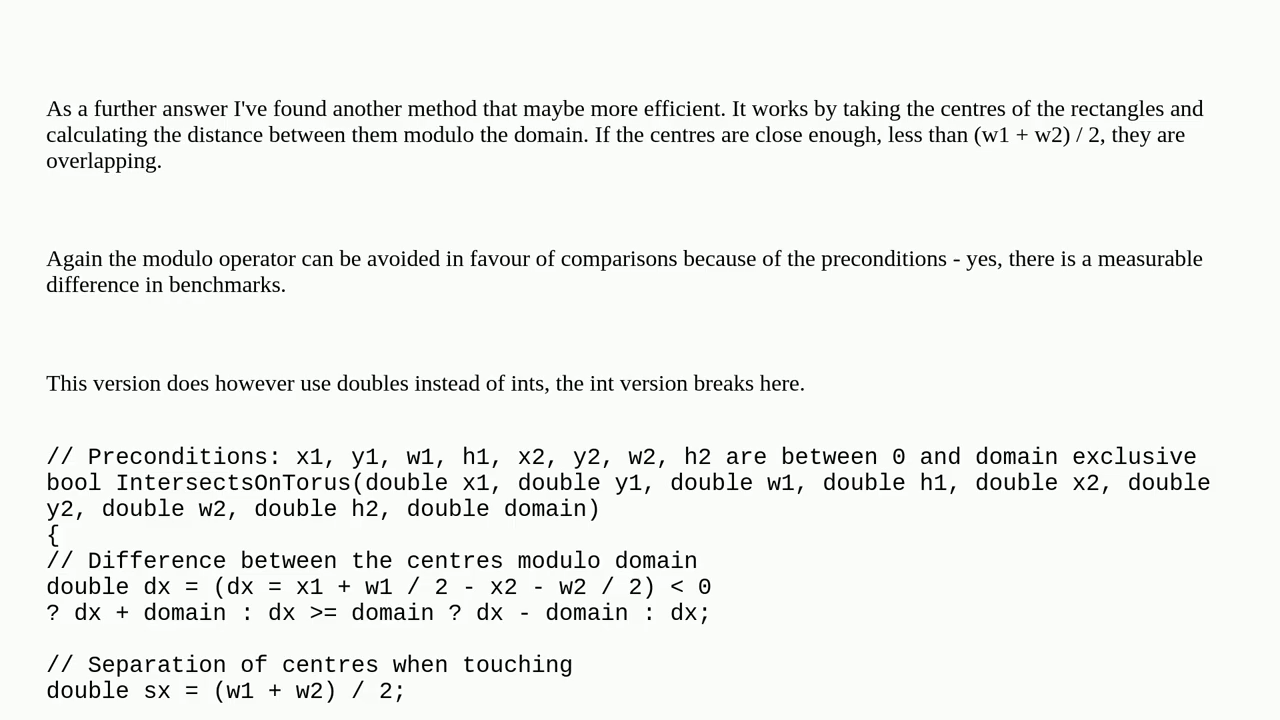 As a further answer I've found another method that maybe more efficient. It works by taking the centres of the rectangles and
calculating the distance between them modulo the domain. If the centres are close enough, less than (w1 + w2) / 2, they are
overlapping.
Again the modulo operator can be avoided in favour of comparisons because of the preconditions - yes, there is a measurable
difference in benchmarks.
This version does however use doubles instead of ints, the int version breaks here.
// Preconditions: x1, y1, w1, h1, x2, y2, w2, h2 are between 0 and domain exclusive
bool IntersectsOnTorus(double x1, double y1, double w1, double h1, double x2, double
y2, double w2, double h2, double domain)
{
// Difference between the centres modulo domain
double dx = (dx = x1 + w1 / 2 - x2 - w2 / 2) < 0
? dx + domain : dx >= domain ? dx - domain : dx;
// Separation of centres when touching
double sx = (w1 + w2) / 2;